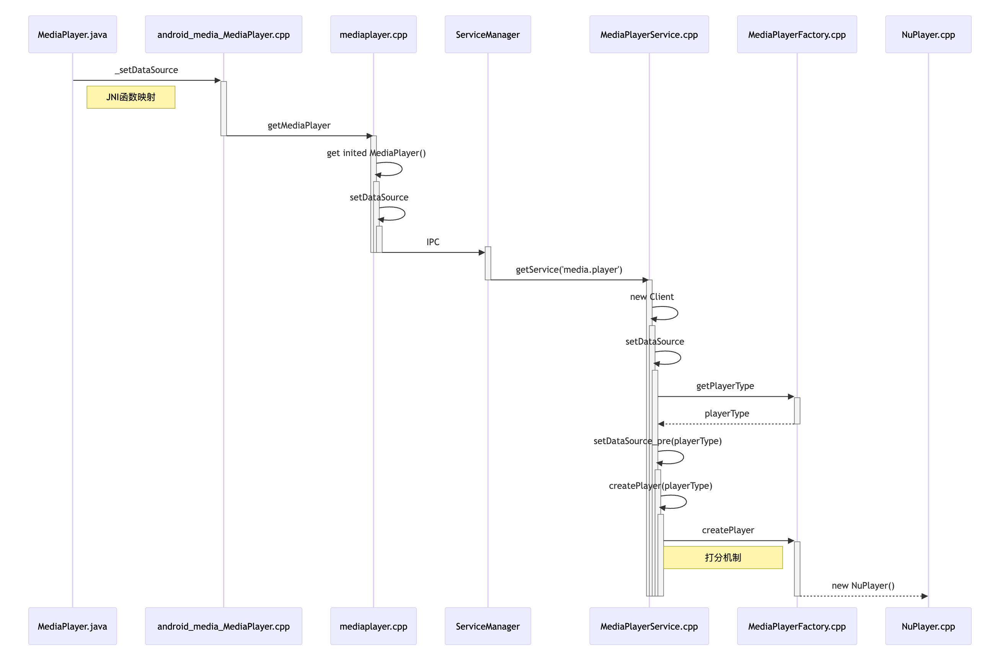 MediaPlayer.java
android_media_MediaPlayer.cpp
mediaplayer.cpp
ServiceManager
MediaPlayerService.cpp
MediaPlayerFactory.cpp
NuPlayer.cpp
_setDataSource
JNI函数映射
getMediaPlayer
get inited MediaPlayer()
setDataSource
IPC
getService('media.player')
new Client
setDataSource
getPlayerType
playerType
setDataSource_pre(playerType)
createPlayer(playerType)
createPlayer
打分机制
new NuPlayer()
MediaPlayer.java
android_media_MediaPlayer.cpp
mediaplayer.cpp
ServiceManager
MediaPlayerService.cpp
MediaPlayerFactory.cpp
NuPlayer.cpp